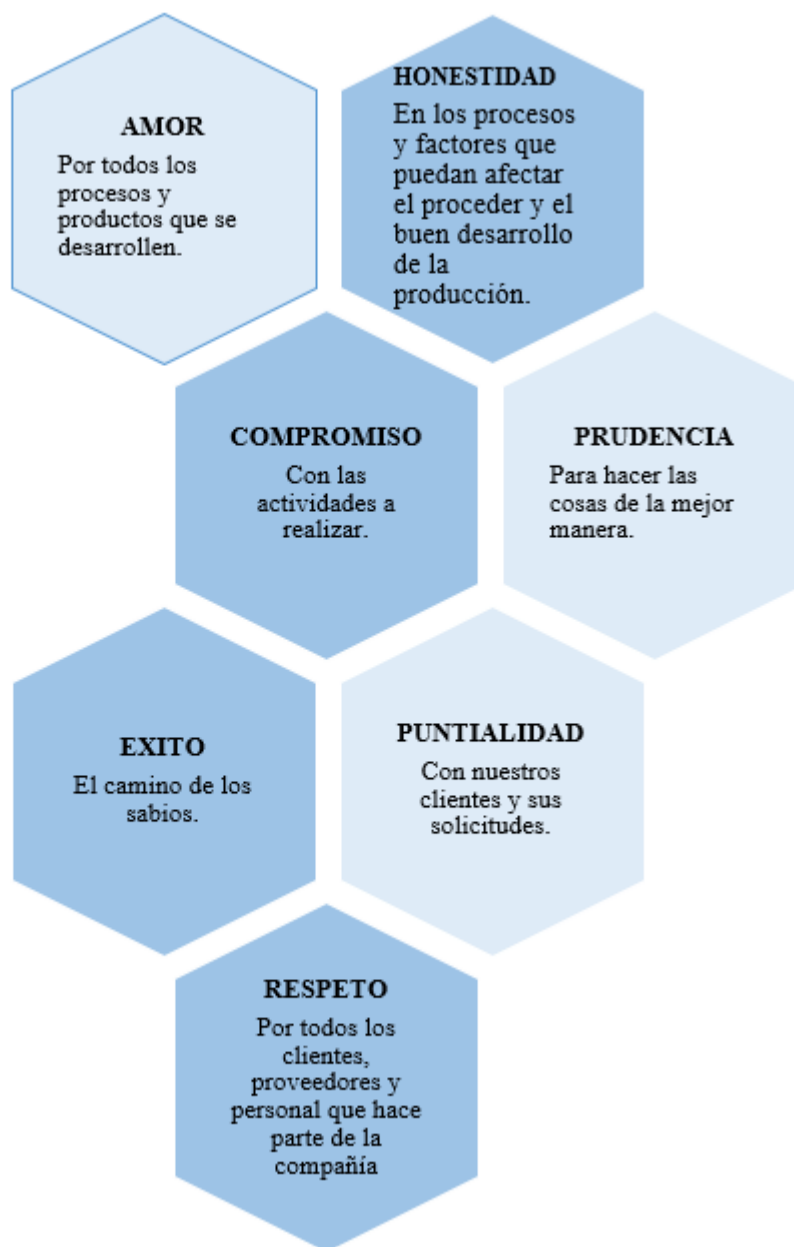 AMOR
Por todos los
procesos y
productos que se
desarrollen.
HONESTIDAD
En los procesos
y factores que
puedan afectar
el proceder y el
buen desarrollo
de la
producción.
COMPROMISO
Con las
actividades a
realizar.
PRUDENCIA
Para hacer las
cosas de la mejor
manera.
EXITO
El camino de los
sabios.
PUNTIALIDAD
Con nuestros
clientes y sus
solicitudes.
RESPETO
Por todos los
clientes,
proveedores y
personal que hace
parte de la
compañía